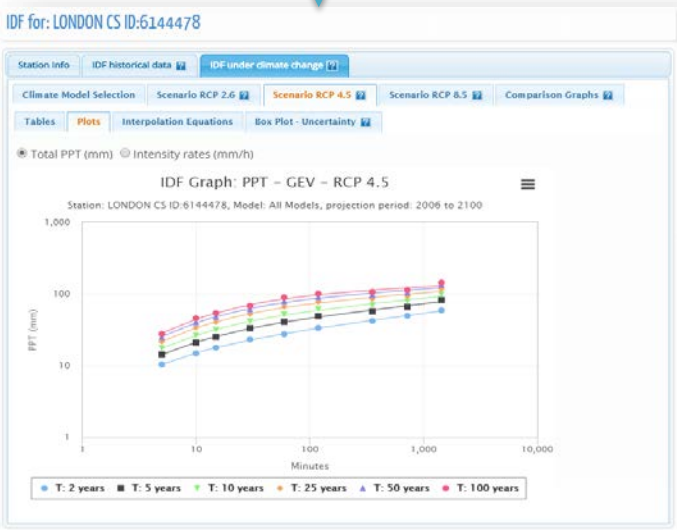 IDF for: LONDON CS ID:6144478
Station Info IDF historical data ? IDF under climate change ?
Climate Model Selection Scenario RCP 2.6 ? Scenario RCP 4.5 ? Scenario RCP 8.5 ? Comparison Graphs ?
Tables Plots Interpolation Equations Box Plot - Uncertainty ?
Total PPT (mm) Intensity rates (mm/h)
IDF Graph: PPT – GEV – RCP 4.5
Station: LONDON CS ID:6144478, Model: All Models, projection period: 2006 to 2100
1,000
100
10
1
PPT (mm)
1 10 100 1,000 10,000
Minutes
T: 2 years T: 5 years T: 10 years T: 25 years T: 50 years T: 100 years